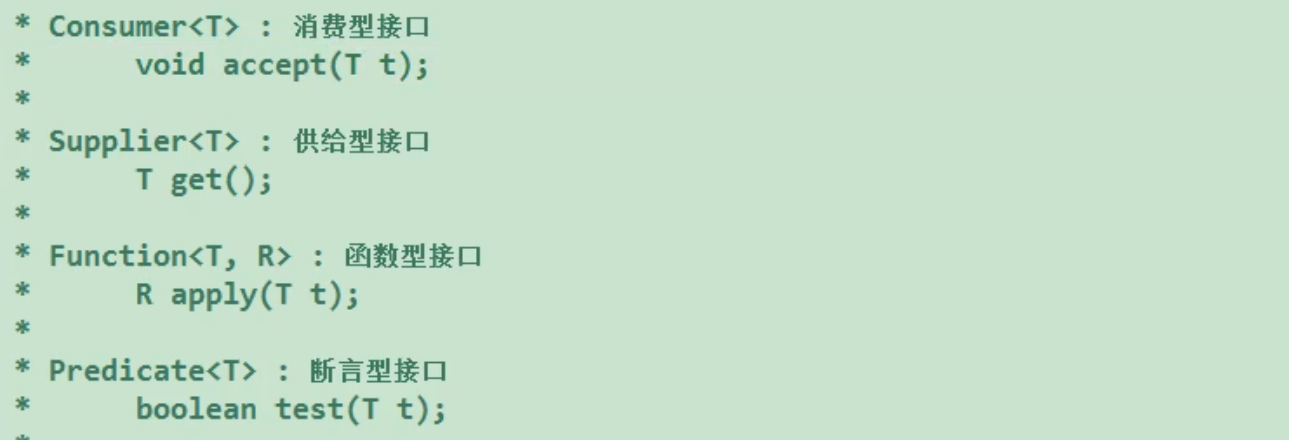 * Consumer<T> : 消费型接口
*      void accept(T t);
*
* Supplier<T> : 供给型接口
*      T get();
*
* Function<T, R> : 函数型接口
*      R apply(T t);
*
* Predicate<T> : 断言型接口
*      boolean test(T t);
*